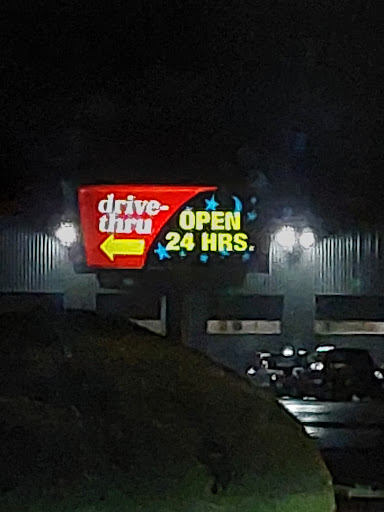 drive-
thru
OPEN
24 HRS.